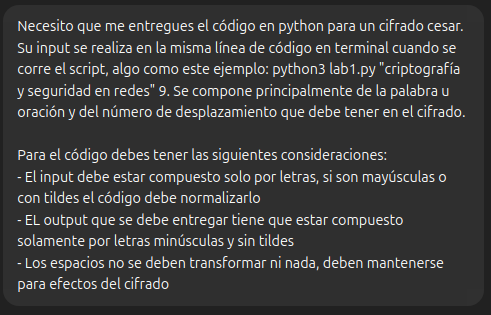 Necesito que me entregues el código en python para un cifrado cesar.
Su input se realiza en la misma línea de código en terminal cuando se
corre el script, algo como este ejemplo: python3 lab1.py "criptografía
y seguridad en redes" 9. Se compone principalmente de la palabra u
oración y del número de desplazamiento que debe tener en el cifrado.

Para el código debes tener las siguientes consideraciones:
- El input debe estar compuesto solo por letras, si son mayúsculas o
con tildes el código debe normalizarlo
- EL output que se debe entregar tiene que estar compuesto
solamente por letras minúsculas y sin tildes
- Los espacios no se deben transformar ni nada, deben mantenerse
para efectos del cifrado